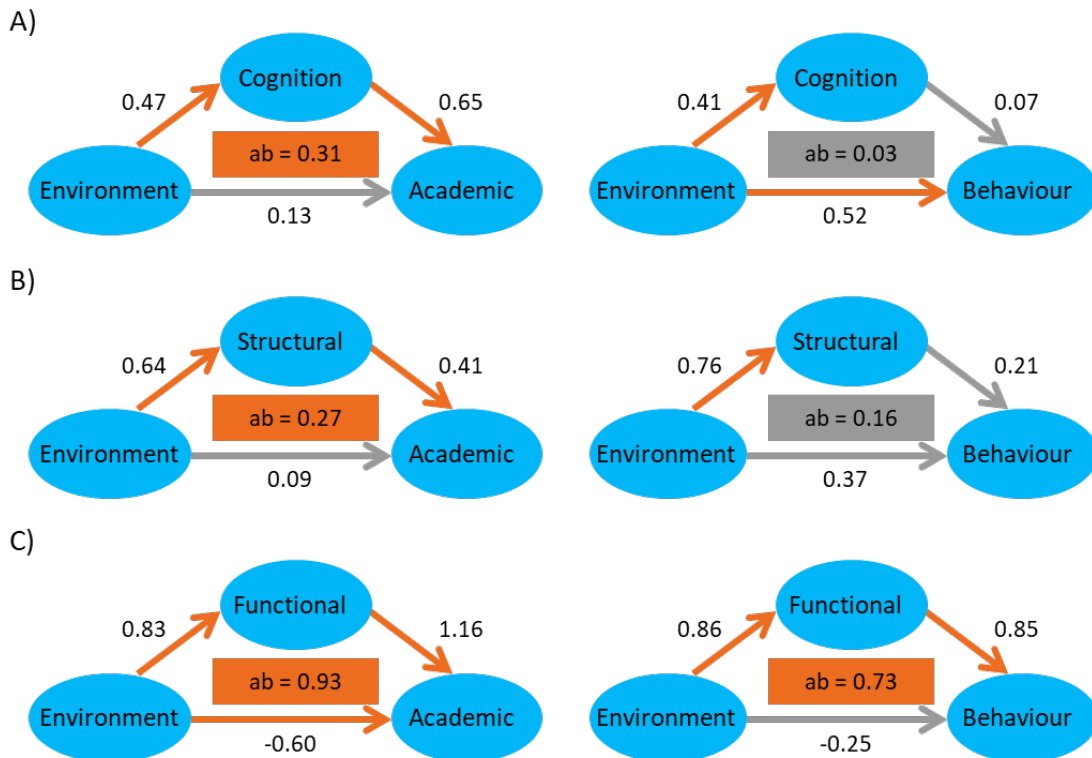 A)
Cognition
0.47
0.65
ab = 0.31
Environment
Academic
0.13
Cognition
0.41
0.07
ab = 0.03
Environment
Behaviour
0.52
B)
Structural
0.64
0.41
ab = 0.27
Environment
Academic
0.09
Structural
0.76
0.21
ab = 0.16
Environment
Behaviour
0.37
C)
Functional
0.83
1.16
ab = 0.93
Environment
Academic
-0.60
Functional
0.86
0.85
ab = 0.73
Environment
Behaviour
-0.25